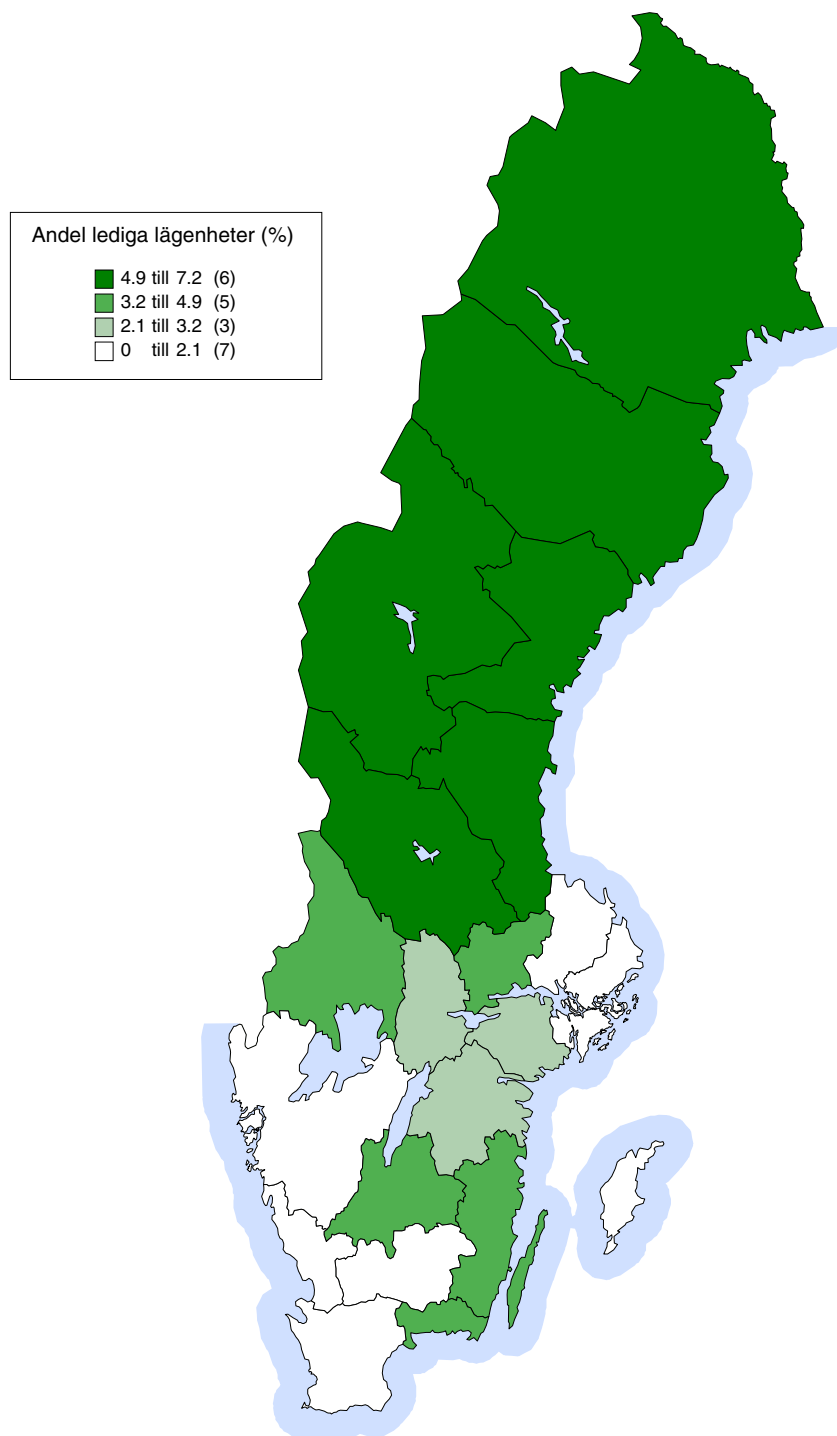 Andel lediga lägenheter (%)
4.9 till 7.2 (6)
3.2 till 4.9 (5)
2.1 till 3.2 (3)
0 till 2.1 (7)